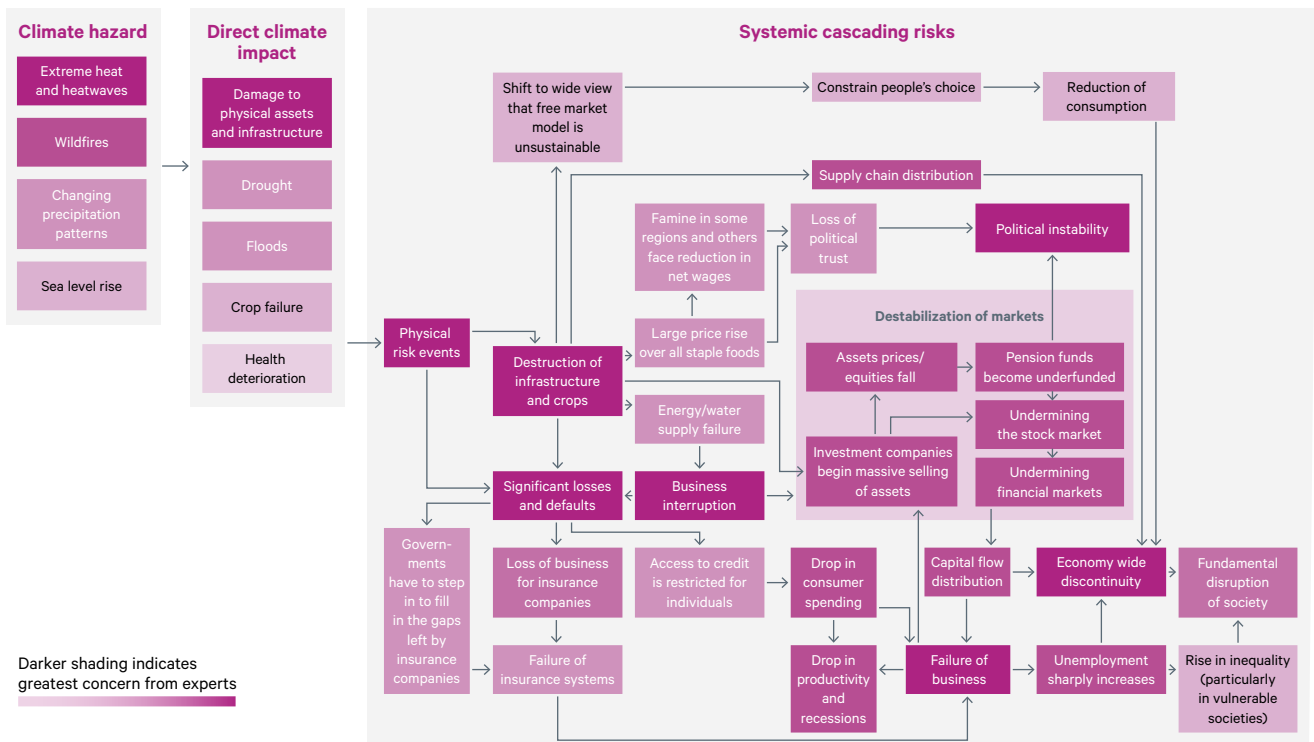 Climate hazard
Extreme heat
and heatwaves
Wildfires
Changing
precipitation
patterns
Sea level rise
Direct climate
impact
Damage to
physical assets
and infrastructure
Drought
Floods
Crop failure
Health
deterioration
Systemic cascading risks
Shift to wide view
that free market
model is
unsustainable
Constrain people's choice
Reduction of
consumption
Supply chain distribution
Famine in some
regions and others
face reduction in
net wages
Loss of
political
trust
Political instability
Physical
risk events
Destruction of
infrastructure
and crops
Large price rise
over all staple foods
Energy/water
supply failure
Destabilization of markets
Assets prices/
equities fall
Pension funds
become underfunded
Undermining
the stock market
Investment companies
begin massive selling
of assets
Undermining
financial markets
Significant losses
and defaults
Business
interruption
Govern-
ments
have to step
in to fill
in the gaps
left by
insurance
companies
Loss of business
for insurance
companies
Access to credit
is restricted for
individuals
Drop in
consumer
spending
Capital flow
distribution
Economy wide
discontinuity
Fundamental
disruption
of society
Failure of
insurance systems
Drop in
productivity
and
recessions
Failure of
business
Unemployment
sharply increases
Rise in inequality
(particularly
in vulnerable
societies)
Darker shading indicates
greatest concern from experts